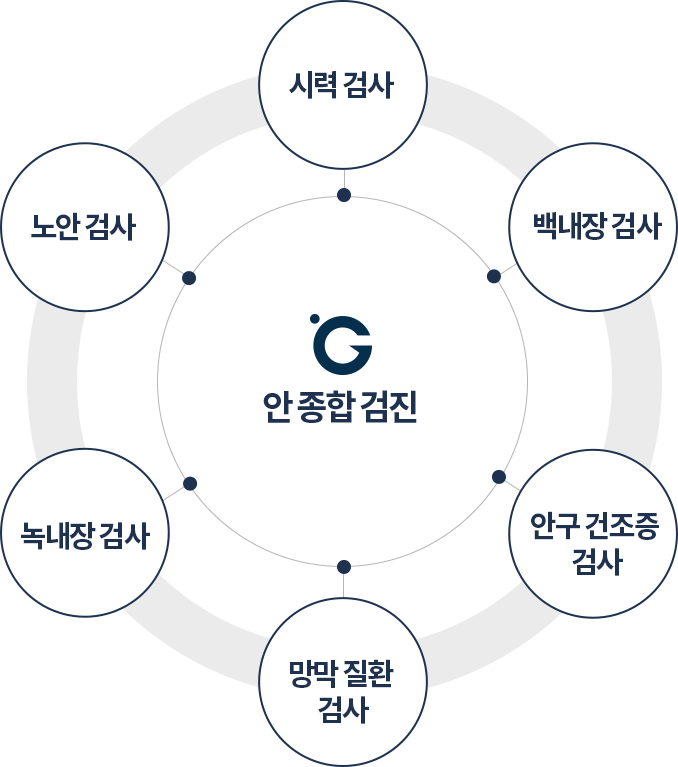 시력 검사
노안 검사
백내장 검사
안 종합 검진
녹내장 검사
안구 건조증
검사
망막 질환
검사